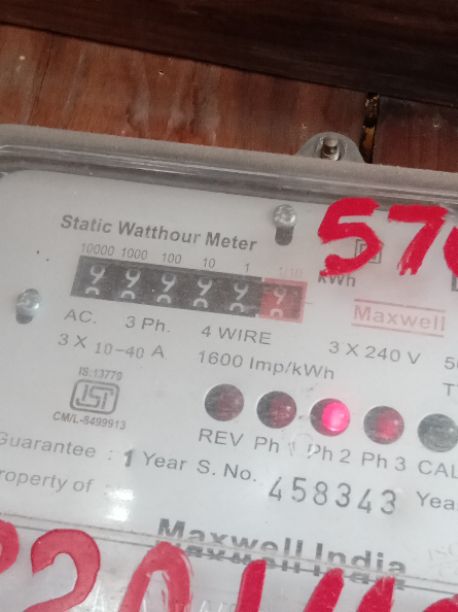 Static Watthour Meter
570
10000 1000 100 10 1 1/10
kWh
Maxwell
AC. 3 Ph. 4 WIRE
3 X 10-40 A
3 X 240 V
1600 Imp/kWh
IS:13779
ISI
CM/L-8499913
REV Ph 1 Ph 2 Ph 3 CAL
Guarantee : 1 Year S. No. 458343 Yea
roperty of
Maxwell India